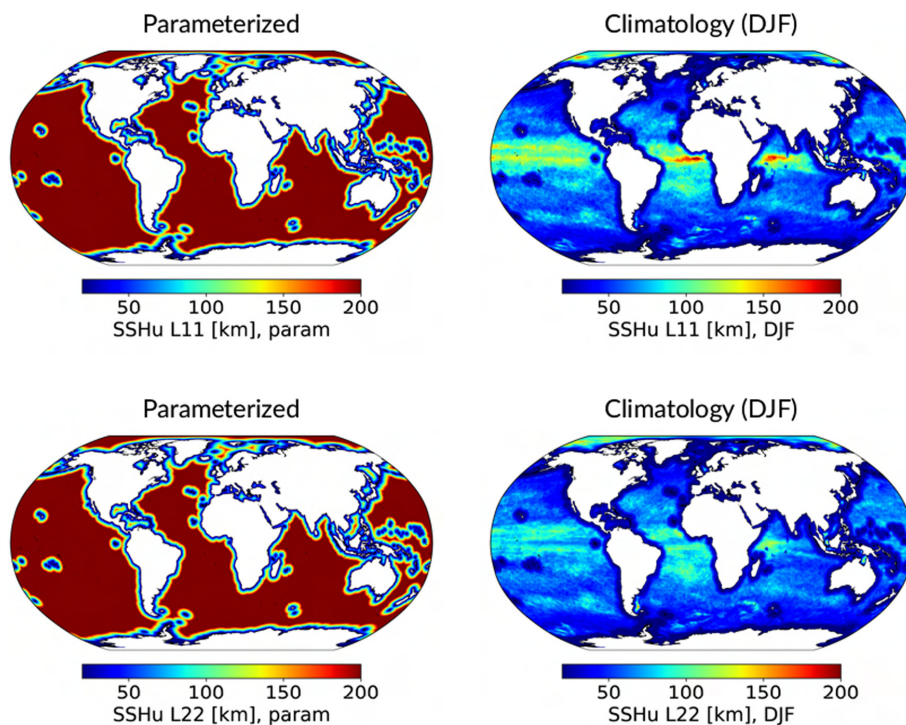 Parameterized
Climatology (DJF)
50 100 150 200
SSHu L11 [km], param
50 100 150 200
SSHu L11 [km], DJF
Parameterized
Climatology (DJF)
50 100 150 200
SSHu L22 [km], param
50 100 150 200
SSHu L22 [km], DJF